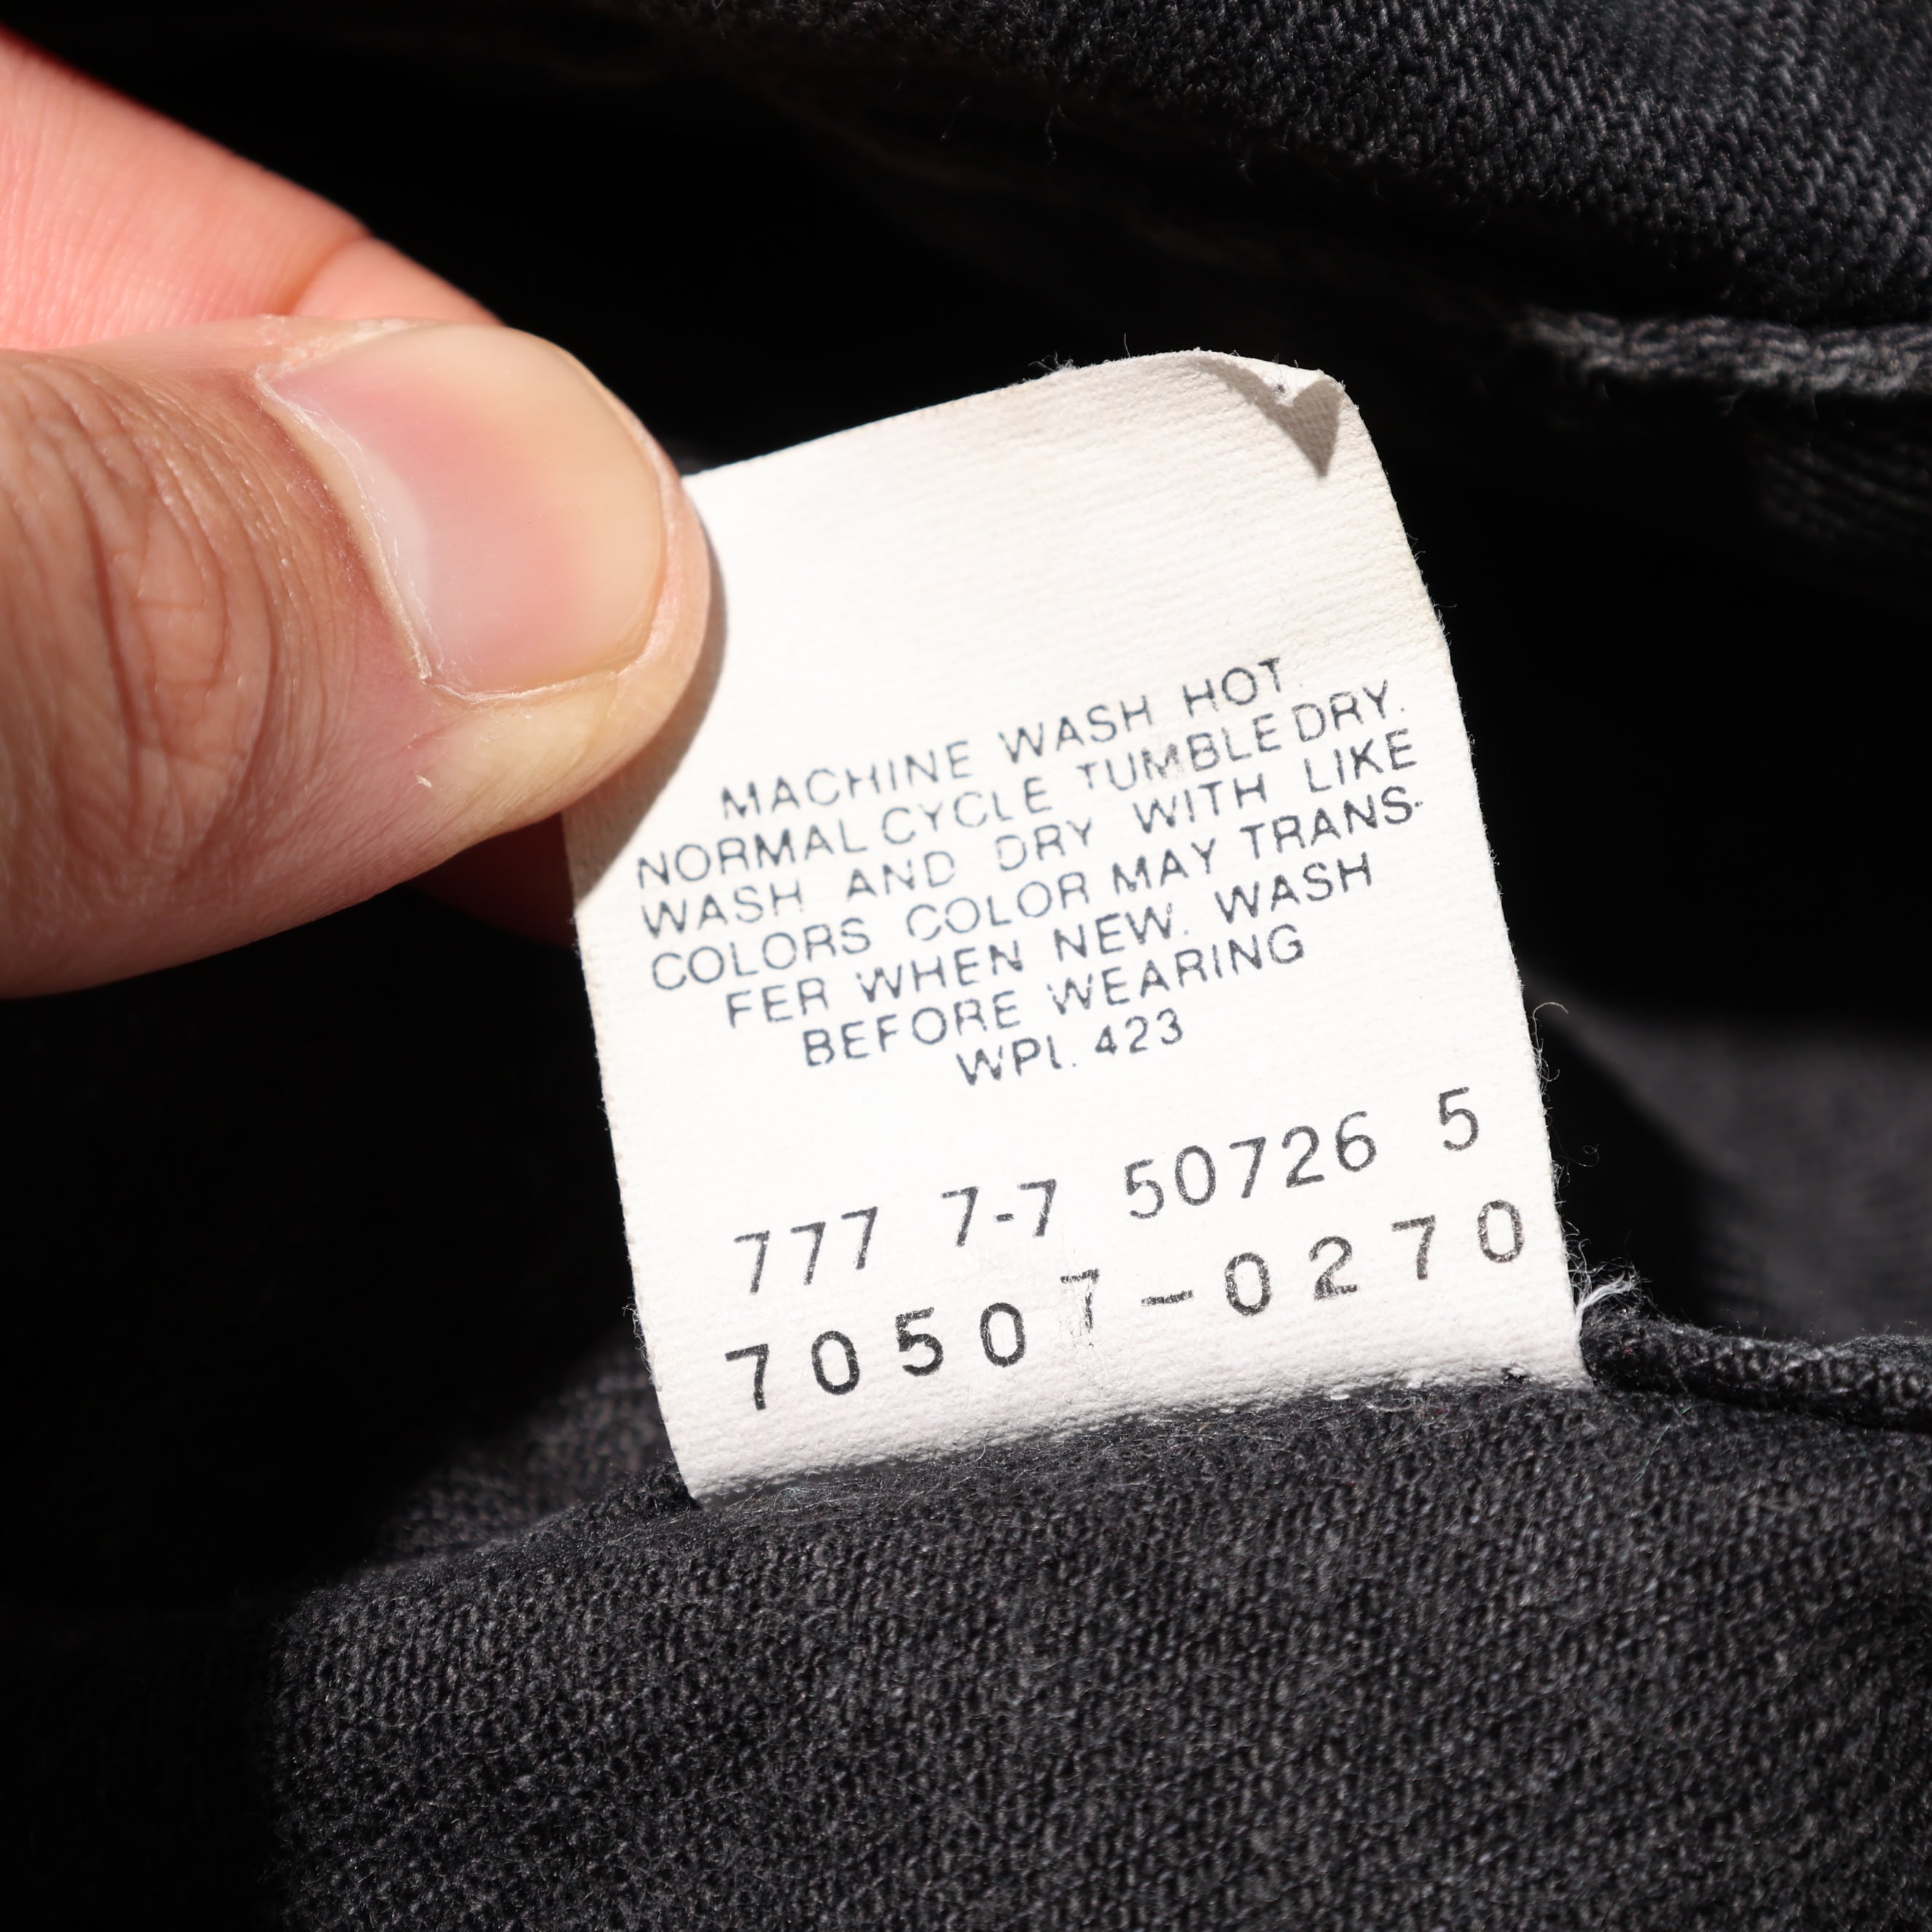 MACHINE WASH HOT.
NORMAL CYCLE TUMBLE DRY.
WASH AND DRY WITH LIKE
COLORS COLOR MAY TRANS-
FER WHEN NEW. WASH
BEFORE WEARING
WPL 423
777 7-7 50726 5
70507-0270